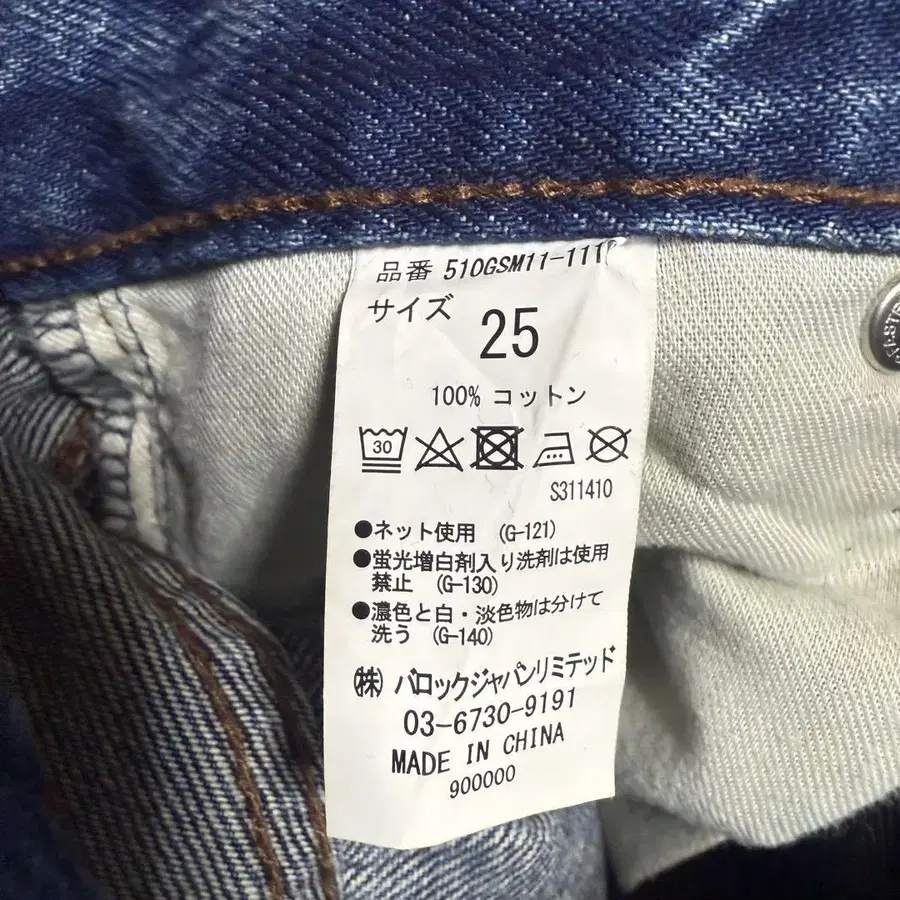 品番 510GSM11-111
サイズ
25
100% コットン
30
S311410
●ネット使用 (G-121)
●蛍光増白剤入り洗剤は使用
禁止 (G-130)
●濃色と白・淡色物は分けて
洗う (G-140)
(株) バロックジャパンリミテッド
03-6730-9191
MADE IN CHINA
900000